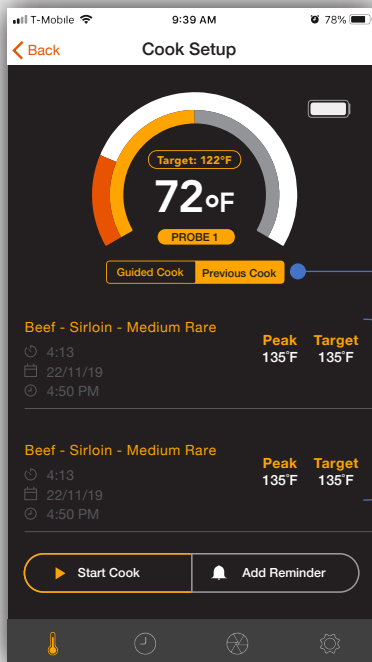 T-Mobile 9:39 AM 78%
Back Cook Setup
Target: 122°F
72°F
PROBE 1
Guided Cook Previous Cook
Beef - Sirloin - Medium Rare
Peak Target
4:13
135°F 135°F
22/11/19
4:50 PM
Beef - Sirloin - Medium Rare
Peak Target
4:13
135°F 135°F
22/11/19
4:50 PM
Start Cook Add Reminder